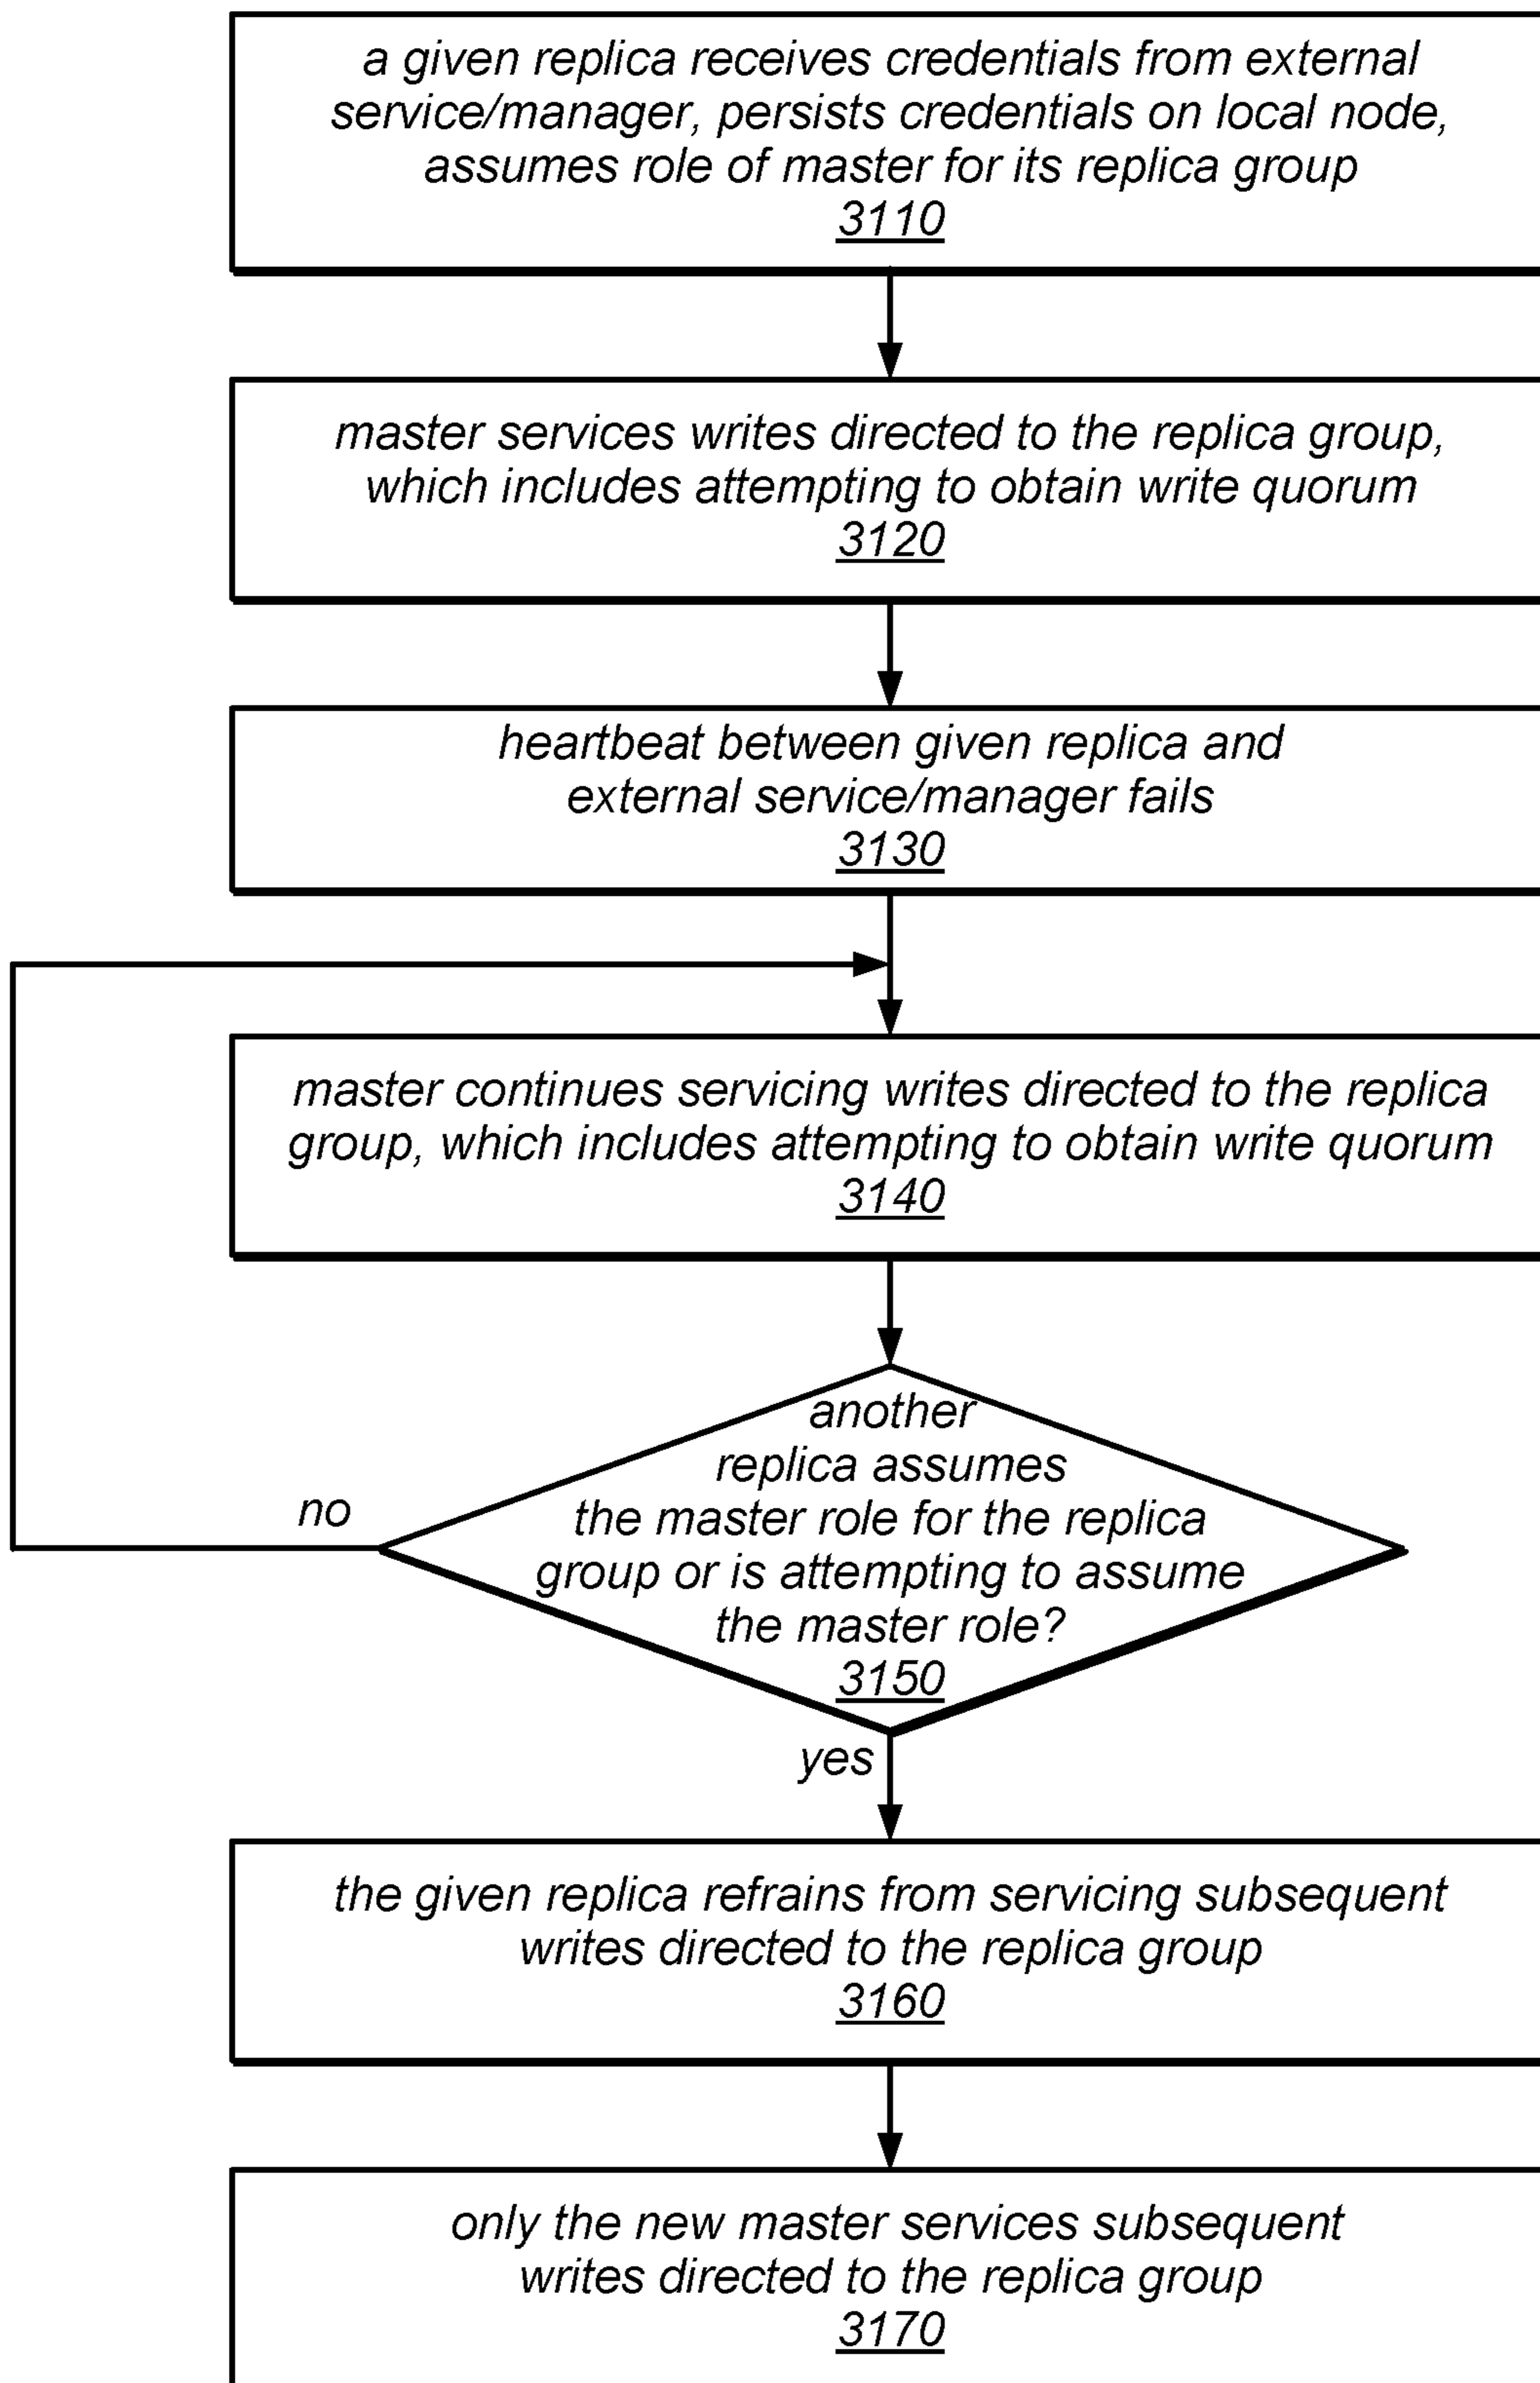 a given replica receives credentials from external
service/manager, persists credentials on local node,
assumes role of master for its replica group
3110
master services writes directed to the replica group,
which includes attempting to obtain write quorum
3120
heartbeat between given replica and
external service/manager fails
3130
master continues servicing writes directed to the replica
group, which includes attempting to obtain write quorum
3140
another
replica assumes
the master role for the replica
group or is attempting to assume
the master role?
3150
no
yes
the given replica refrains from servicing subsequent
writes directed to the replica group
3160
only the new master services subsequent
writes directed to the replica group
3170